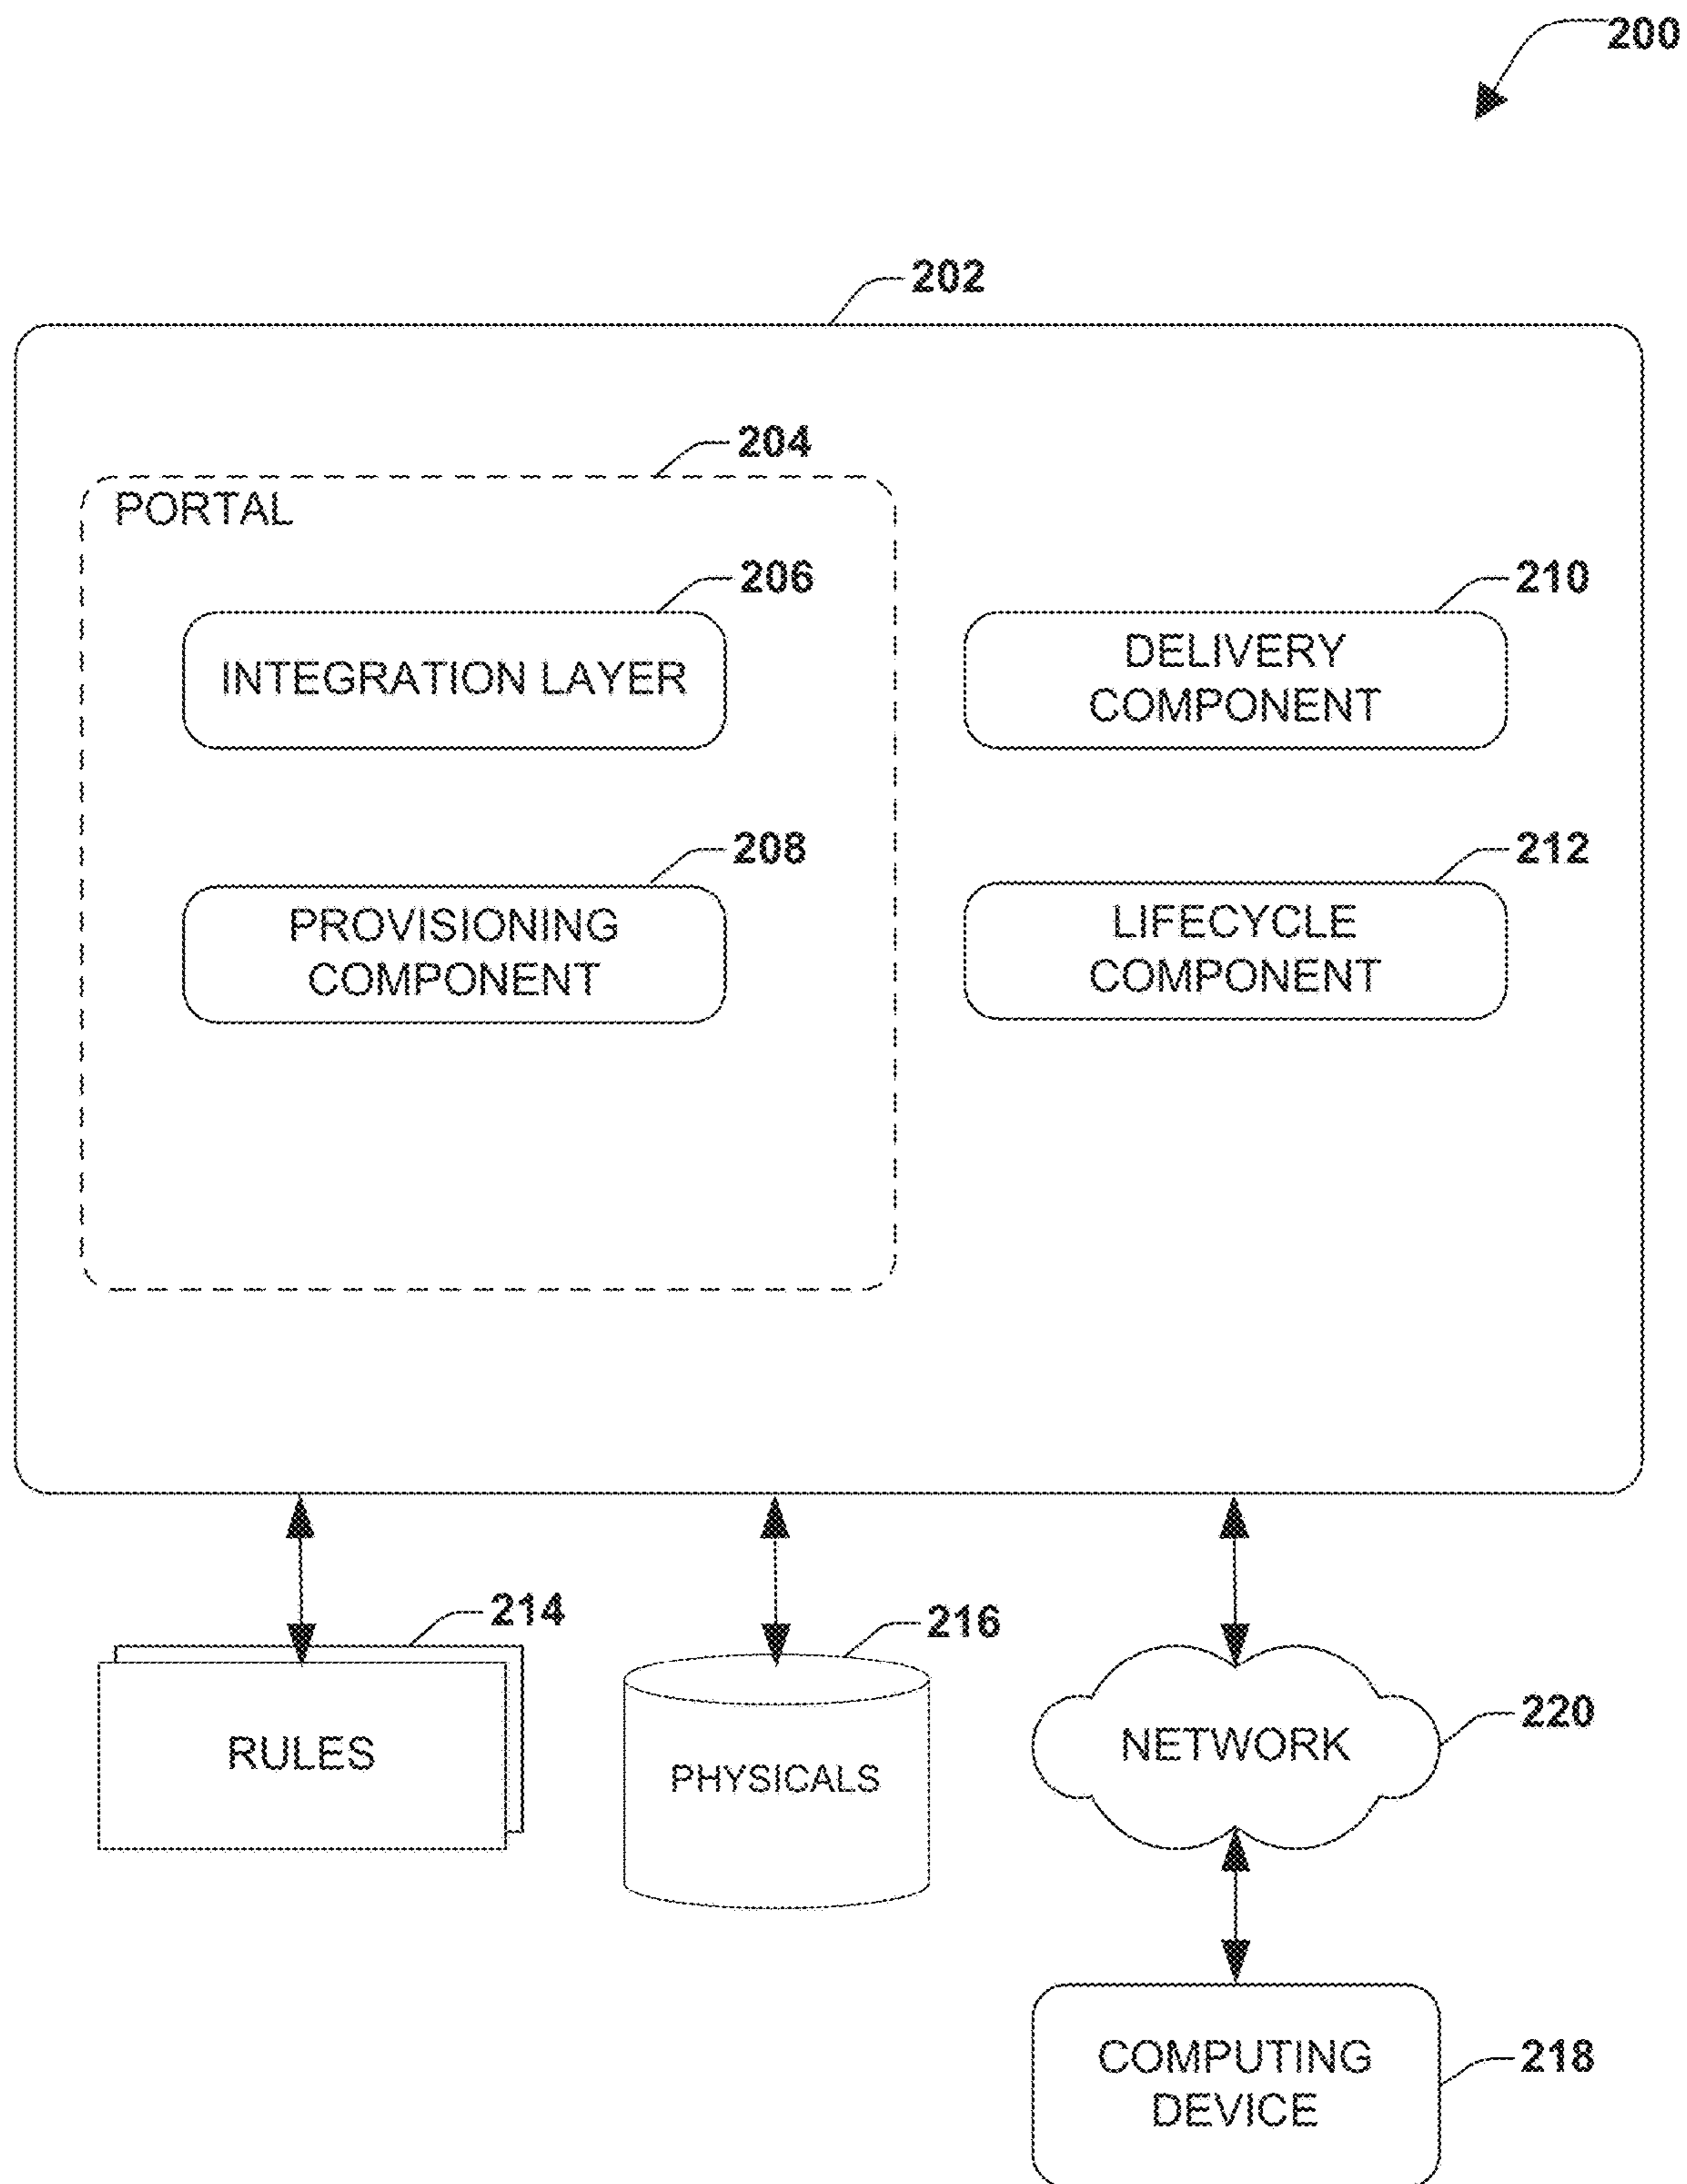 200
202
204
PORTAL
206
210
INTEGRATION LAYER
DELIVERY
COMPONENT
208
212
PROVISIONING
COMPONENT
LIFECYCLE
COMPONENT
214
216
RULES
PHYSICALS
NETWORK
220
COMPUTING
DEVICE
218